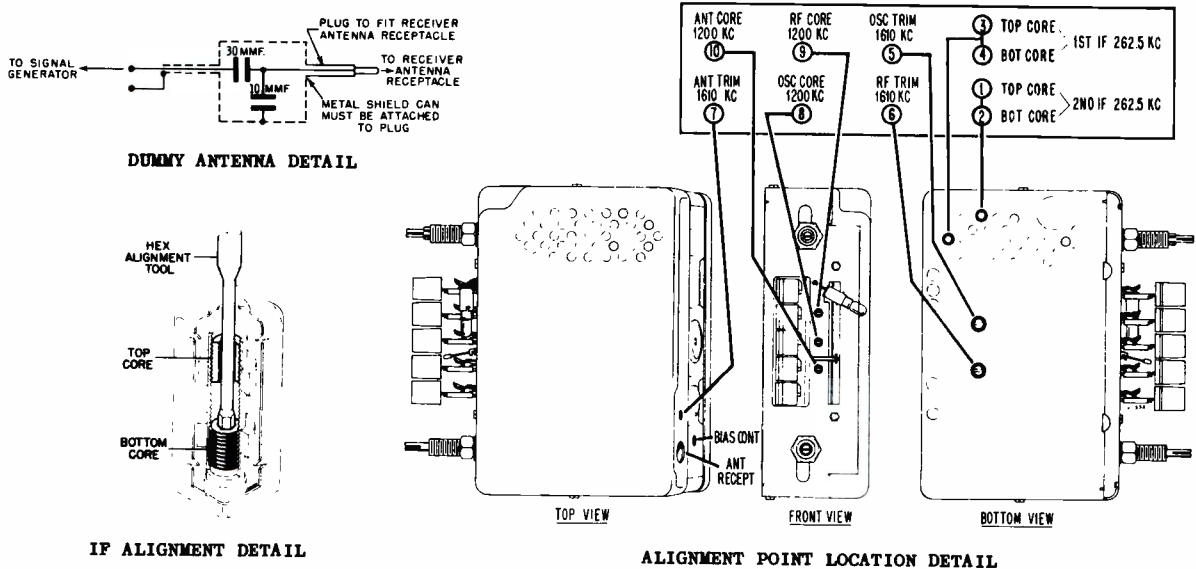 PLUG TO FIT RECEIVER
ANTENNA RECEPTACLE
30 MMF.
TO SIGNAL
GENERATOR
TO RECEIVER
ANTENNA
RECEPTACLE
10 MMF
METAL SHIELD CAN
MUST BE ATTACHED
TO PLUG
DUMMY ANTENNA DETAIL
HEX
ALIGNMENT
TOOL
TOP
CORE
BOTTOM
CORE
IF ALIGNMENT DETAIL
ANT CORE
1200 KC
10
RF CORE
1200 KC
9
OSC TRIM
1610 KC
5
3 TOP CORE
4 BOT CORE
1ST IF 262.5 KC
ANT TRIM
1610 KC
7
OSC CORE
1200 KC
8
RF TRIM
1610 KC
6
1 TOP CORE
2 BOT CORE
2NO IF 262.5 KC
BIAS CONT
ANT
RECEPT
TOP VIEW
FRONT VIEW
BOTTOM VIEW
ALIGNMENT POINT LOCATION DETAIL